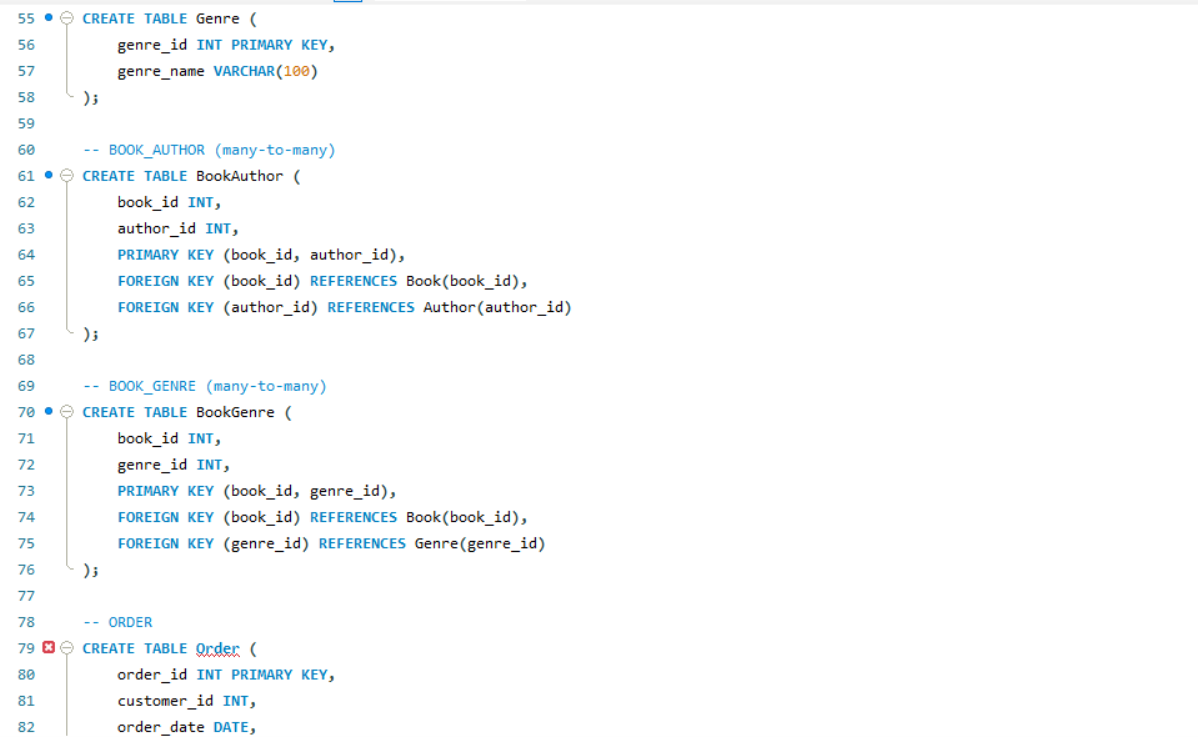 55 CREATE TABLE Genre (
56 genre_id INT PRIMARY KEY,
57 genre_name VARCHAR(100)
58 );
59
60 -- BOOK_AUTHOR (many-to-many)
61 CREATE TABLE BookAuthor (
62 book_id INT,
63 author_id INT,
64 PRIMARY KEY (book_id, author_id),
65 FOREIGN KEY (book_id) REFERENCES Book(book_id),
66 FOREIGN KEY (author_id) REFERENCES Author(author_id)
67 );
68
69 -- BOOK_GENRE (many-to-many)
70 CREATE TABLE BookGenre (
71 book_id INT,
72 genre_id INT,
73 PRIMARY KEY (book_id, genre_id),
74 FOREIGN KEY (book_id) REFERENCES Book(book_id),
75 FOREIGN KEY (genre_id) REFERENCES Genre(genre_id)
76 );
77
78 -- ORDER
79 CREATE TABLE Order (
80 order_id INT PRIMARY KEY,
81 customer_id INT,
82 order_date DATE,